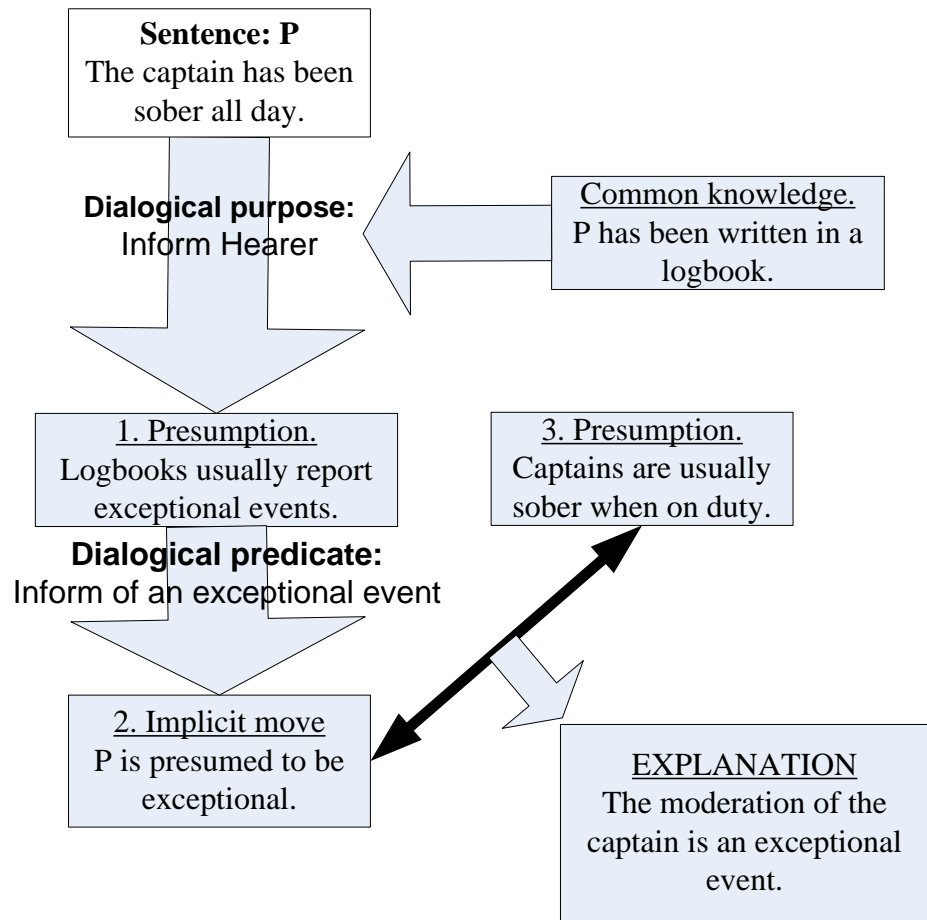 Sentence: P
The captain has been
sober all day.
Dialogical purpose:
Inform Hearer
Common knowledge.
P has been written in a
logbook.
1. Presumption.
Logbooks usually report
exceptional events.
3. Presumption.
Captains are usually
sober when on duty.
Dialogical predicate:
Inform of an exceptional event
2. Implicit move
P is presumed to be
exceptional.
EXPLANATION
The moderation of the
captain is an exceptional
event.